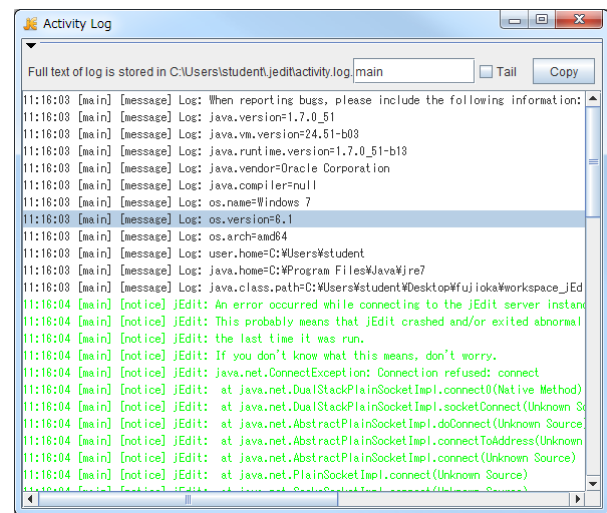 Activity Log
Full text of log is stored in C:\Users\student\.jedit\activity.log. main Tail Copy
11:16:03 [main] [message] Log: When reporting bugs, please include the following information:
11:16:03 [main] [message] Log: java.version=1.7.0_51
11:16:03 [main] [message] Log: java.vm.version=24.51-b03
11:16:03 [main] [message] Log: java.runtime.version=1.7.0_51-b13
11:16:03 [main] [message] Log: java.vendor=Oracle Corporation
11:16:03 [main] [message] Log: java.compiler=null
11:16:03 [main] [message] Log: os.name=Windows 7
11:16:03 [main] [message] Log: os.version=6.1
11:16:03 [main] [message] Log: os.arch=amd64
11:16:03 [main] [message] Log: user.home=C:¥Users¥student
11:16:03 [main] [message] Log: java.home=C:¥Program Files¥Java¥jre7
11:16:03 [main] [message] Log: java.class.path=C:¥Users¥student¥Desktop¥fujioka¥workspace_jEd
11:16:04 [main] [notice] jEdit: An error occurred while connecting to the jEdit server instanc
11:16:04 [main] [notice] jEdit: This probably means that jEdit crashed and/or exited abnormal
11:16:04 [main] [notice] jEdit: the last time it was run.
11:16:04 [main] [notice] jEdit: If you don't know what this means, don't worry.
11:16:04 [main] [notice] jEdit: java.net.ConnectException: Connection refused: connect
11:16:04 [main] [notice] jEdit: at java.net.DualStackPlainSocketImpl.connect0(Native Method)
11:16:04 [main] [notice] jEdit: at java.net.DualStackPlainSocketImpl.socketConnect(Unknown So
11:16:04 [main] [notice] jEdit: at java.net.AbstractPlainSocketImpl.doConnect(Unknown Source)
11:16:04 [main] [notice] jEdit: at java.net.AbstractPlainSocketImpl.connectToAddress(Unknown
11:16:04 [main] [notice] jEdit: at java.net.AbstractPlainSocketImpl.connect(Unknown Source)
11:16:04 [main] [notice] jEdit: at java.net.PlainSocketImpl.connect(Unknown Source)
11:16:04 [main] [notice] jEdit: at java.net.SocksSocketImpl.connect(Unknown Source)